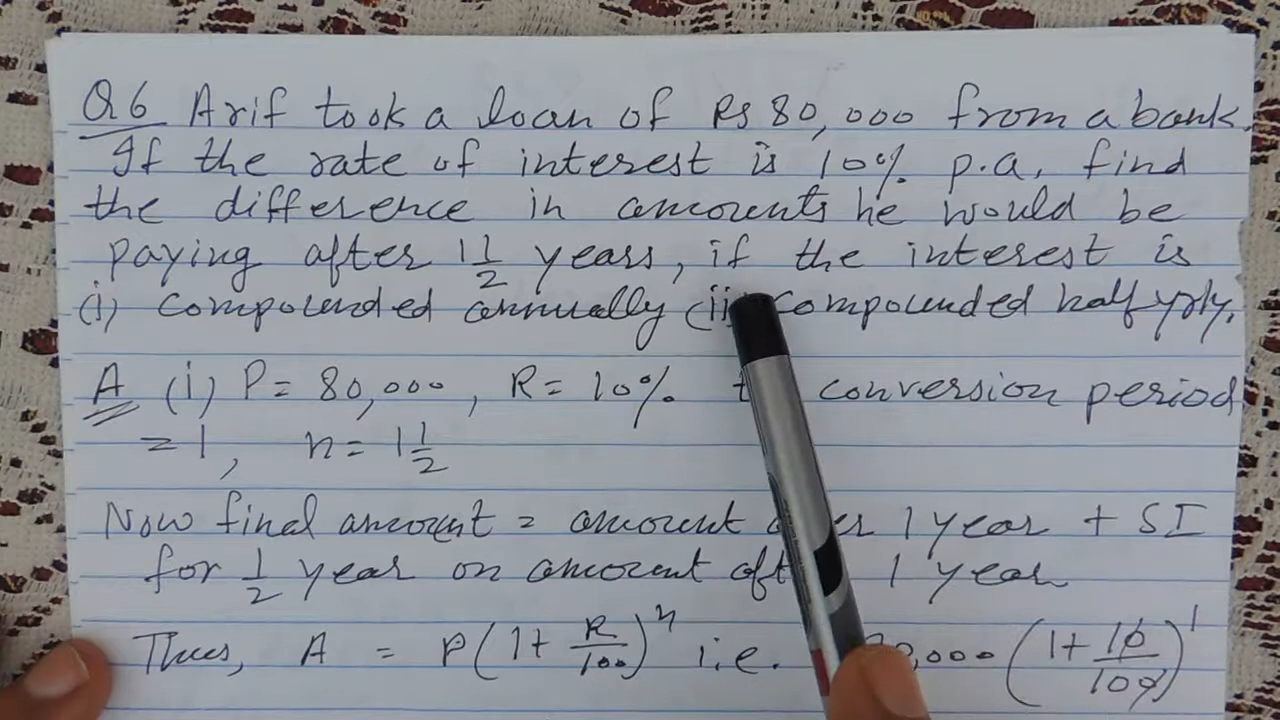 Q6 Arif took a loan of Rs 80,000 from a bank.
If the rate of interest is 10% p.a, find
the difference in amounts he would be
paying after 1 1/2 years, if the interest is
(i) compounded annually (ii) compounded half yrly.
A (i) P = 80,000, R = 10% conversion period
= 1, n = 1 1/2
Now final amount = amount 1 year + SI
for 1/2 year on amount 1 year
Thus, A = P(1 + R/100)^n i.e. (1 + 10/100)^1